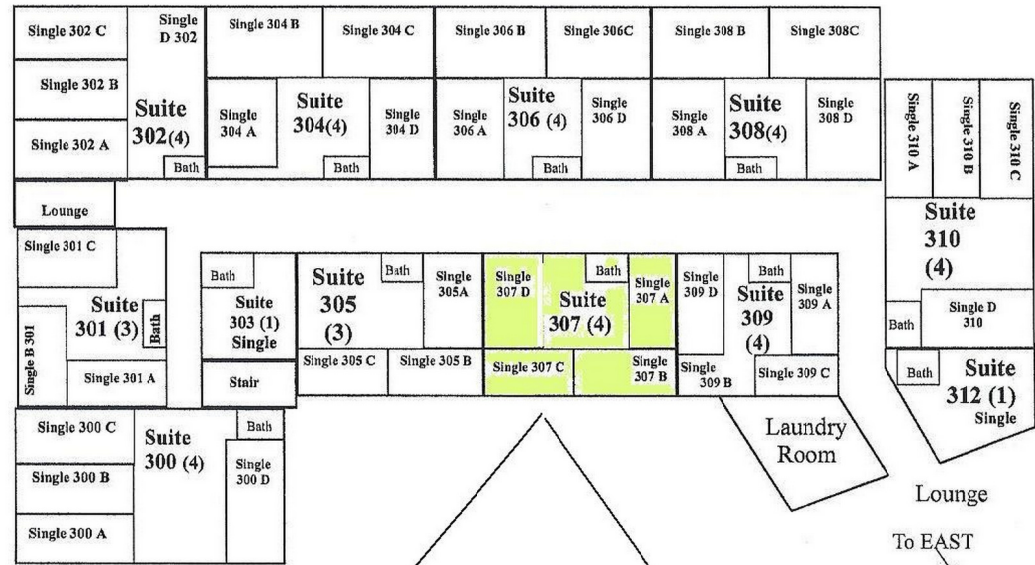 Single 302 C
Single
D 302
Single 302 B
Single 302 A
Suite
302(4)
Bath
Single 304 B
Single 304 C
Single
304 A
Suite
304(4)
Single
304 D
Bath
Single 306 B
Single 306C
Single
306 A
Suite
306 (4)
Single
306 D
Bath
Single 308 B
Single 308C
Single
308 A
Suite
308(4)
Single
308 D
Bath
Single 310 A
Single 310 B
Single 310 C
Suite
310
(4)
Single D
310
Bath
Lounge
Single 301 C
Suite
301 (3)
Bath
Single B 301
Single 301 A
Bath
Suite
303 (1)
Single
Stair
Suite
305
(3)
Bath
Single
305A
Single 305 C
Single 305 B
Single
307 D
Bath
Suite
307 (4)
Single
307 A
Single 307 C
Single
307 B
Single
309 D
Bath
Suite
309
(4)
Single
309 A
Single
309 B
Single 309 C
Bath
Suite
312 (1)
Single
Single 300 C
Suite
300 (4)
Bath
Single 300 B
Single
300 D
Single 300 A
Laundry
Room
Lounge
To EAST